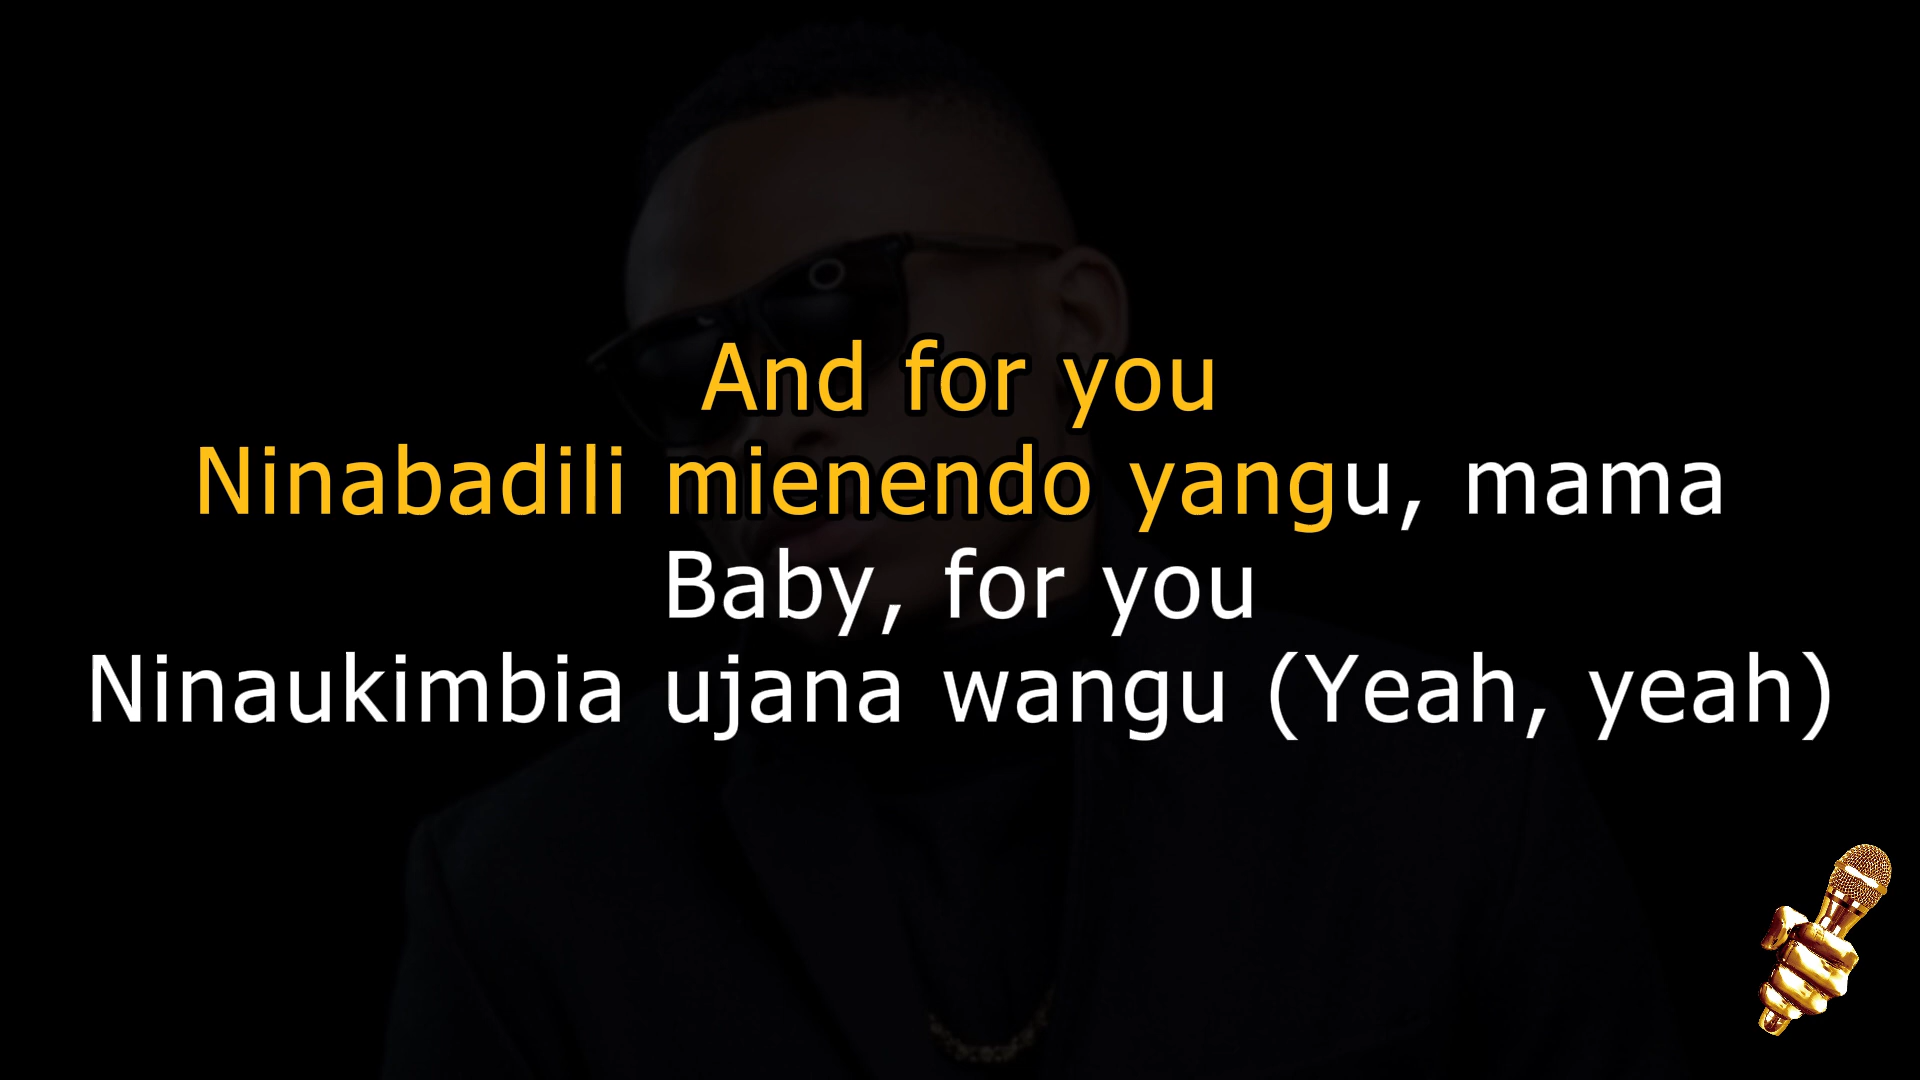 And for you
Ninabadili mienendo yangu, mama
Baby, for you
Ninaukimbia ujana wangu (Yeah, yeah)